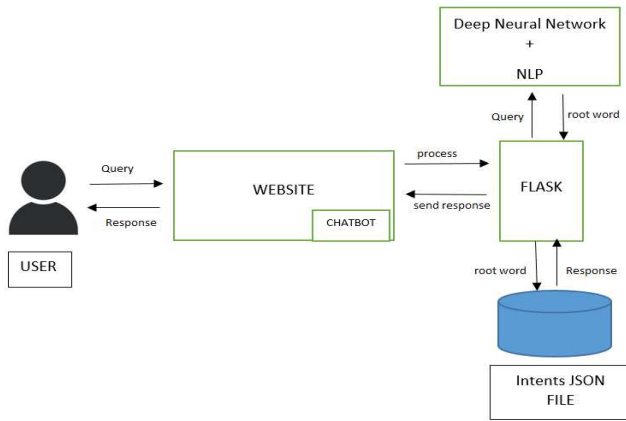 Deep Neural Network
+
NLP
Query
root word
process
Query
WEBSITE
FLASK
send response
Response
CHATBOT
USER
root word
Response
Intents JSON
FILE